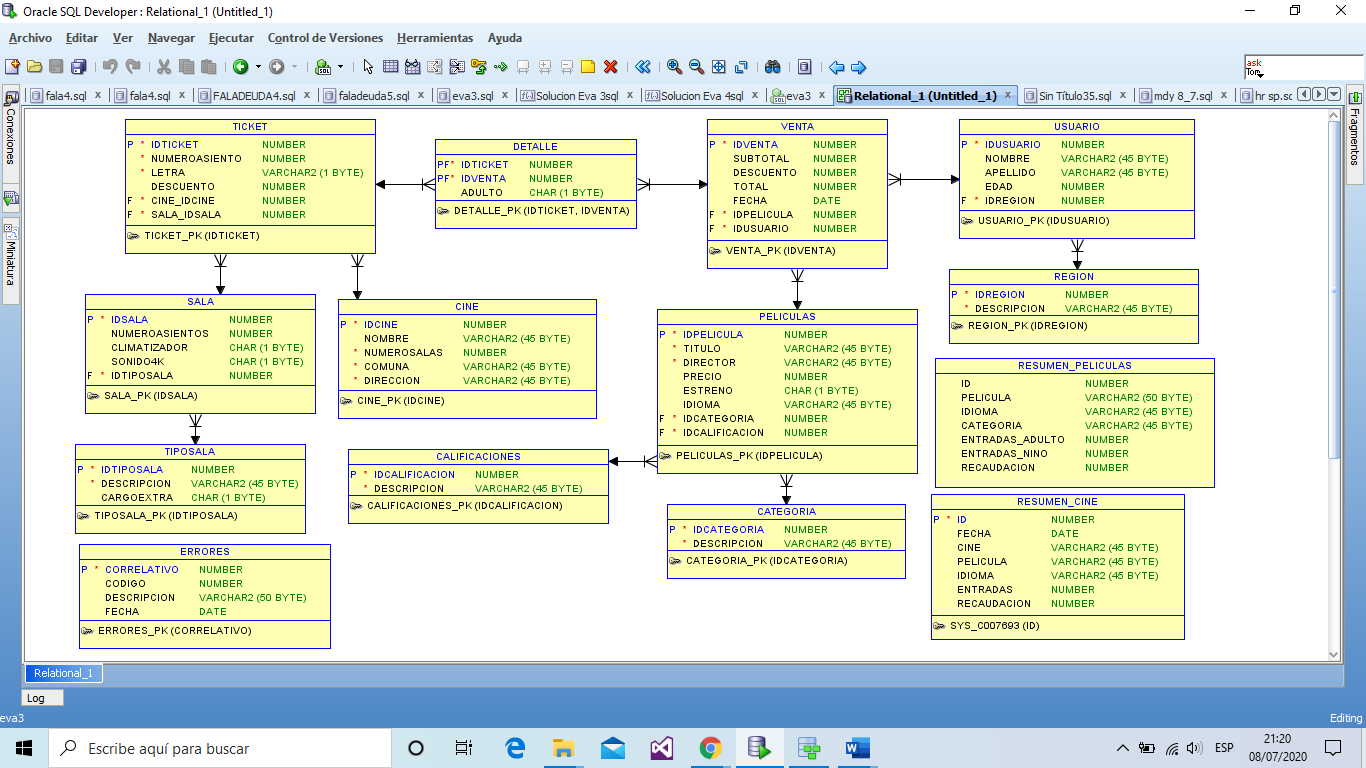 Oracle SQL Developer : Relational_1 (Untitled_1)
Archivo Editar Ver Navegar Ejecutar Control de Versiones Herramientas Ayuda
ask
Tom
fala4.sql fala4.sql FALADEUDA4.sql faladeuda5.sql eva3.sql Solucion Eva 3sql Solucion Eva 4sql eva3 Relational_1 (Untitled_1) Sin Título35.sql mdy 8_7.sql hr sp.sc
Conexiones
Miniatura
Fragmentos
TICKET
P * IDTICKET NUMBER
* NUMEROASIENTO NUMBER
* LETRA VARCHAR2 (1 BYTE)
DESCUENTO NUMBER
F * CINE_IDCINE NUMBER
F * SALA_IDSALA NUMBER
TICKET_PK (IDTICKET)
DETALLE
PF* IDTICKET NUMBER
PF* IDVENTA NUMBER
ADULTO CHAR (1 BYTE)
DETALLE_PK (IDTICKET, IDVENTA)
VENTA
P * IDVENTA NUMBER
SUBTOTAL NUMBER
DESCUENTO NUMBER
TOTAL NUMBER
FECHA DATE
F * IDPELICULA NUMBER
F * IDUSUARIO NUMBER
VENTA_PK (IDVENTA)
USUARIO
P * IDUSUARIO NUMBER
NOMBRE VARCHAR2 (45 BYTE)
APELLIDO VARCHAR2 (45 BYTE)
EDAD NUMBER
F * IDREGION NUMBER
USUARIO_PK (IDUSUARIO)
REGION
P * IDREGION NUMBER
* DESCRIPCION VARCHAR2 (45 BYTE)
REGION_PK (IDREGION)
SALA
P * IDSALA NUMBER
NUMEROASIENTOS NUMBER
CLIMATIZADOR CHAR (1 BYTE)
SONIDO4K CHAR (1 BYTE)
F * IDTIPOSALA NUMBER
SALA_PK (IDSALA)
CINE
P * IDCINE NUMBER
NOMBRE VARCHAR2 (45 BYTE)
* NUMEROSALAS NUMBER
* COMUNA VARCHAR2 (45 BYTE)
* DIRECCION VARCHAR2 (45 BYTE)
CINE_PK (IDCINE)
PELICULAS
P * IDPELICULA NUMBER
* TITULO VARCHAR2 (45 BYTE)
* DIRECTOR VARCHAR2 (45 BYTE)
PRECIO NUMBER
ESTRENO CHAR (1 BYTE)
IDIOMA VARCHAR2 (45 BYTE)
F * IDCATEGORIA NUMBER
F * IDCALIFICACION NUMBER
PELICULAS_PK (IDPELICULA)
RESUMEN_PELICULAS
ID NUMBER
PELICULA VARCHAR2 (50 BYTE)
IDIOMA VARCHAR2 (45 BYTE)
CATEGORIA VARCHAR2 (45 BYTE)
ENTRADAS_ADULTO NUMBER
ENTRADAS_NINO NUMBER
RECAUDACION NUMBER
TIPOSALA
P * IDTIPOSALA NUMBER
* DESCRIPCION VARCHAR2 (45 BYTE)
CARGOEXTRA CHAR (1 BYTE)
TIPOSALA_PK (IDTIPOSALA)
CALIFICACIONES
P * IDCALIFICACION NUMBER
* DESCRIPCION VARCHAR2 (45 BYTE)
CALIFICACIONES_PK (IDCALIFICACION)
CATEGORIA
P * IDCATEGORIA NUMBER
* DESCRIPCION VARCHAR2 (45 BYTE)
CATEGORIA_PK (IDCATEGORIA)
RESUMEN_CINE
P * ID NUMBER
FECHA DATE
CINE VARCHAR2 (45 BYTE)
PELICULA VARCHAR2 (45 BYTE)
IDIOMA VARCHAR2 (45 BYTE)
ENTRADAS NUMBER
RECAUDACION NUMBER
SYS_C007693 (ID)
ERRORES
P * CORRELATIVO NUMBER
CODIGO NUMBER
DESCRIPCION VARCHAR2 (50 BYTE)
FECHA DATE
ERRORES_PK (CORRELATIVO)
Relational_1
Log
eva3 Editing
Escribe aquí para buscar
ESP
21:20
08/07/2020